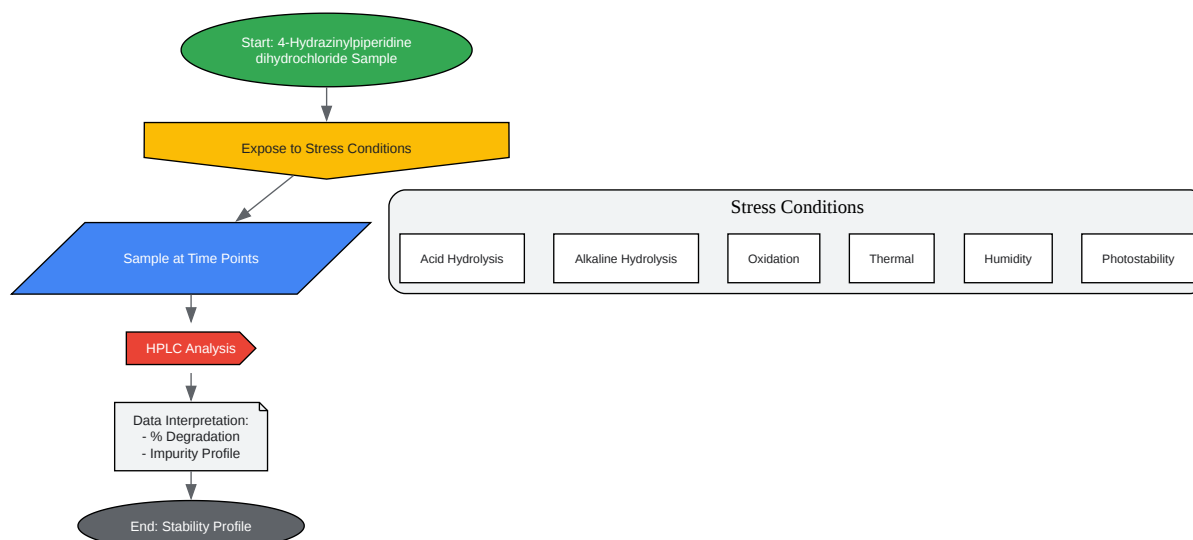 Start: 4-Hydrazinylpiperidine
dihydrochloride Sample
Expose to Stress Conditions
Stress Conditions
Sample at Time Points
Acid Hydrolysis
Alkaline Hydrolysis
Oxidation
Thermal
Humidity
Photostability
HPLC Analysis
Data Interpretation:
- % Degradation
- Impurity Profile
End: Stability Profile